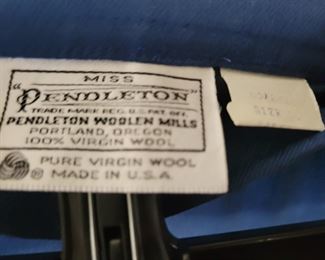 MISS
"PENDLETON"
TRADE MARK REG. U.S. PAT. OFF.
PENDLETON WOOLEN MILLS
PORTLAND, OREGON
100% VIRGIN WOOL
PURE VIRGIN WOOL
® MADE IN U.S.A.
SIZE